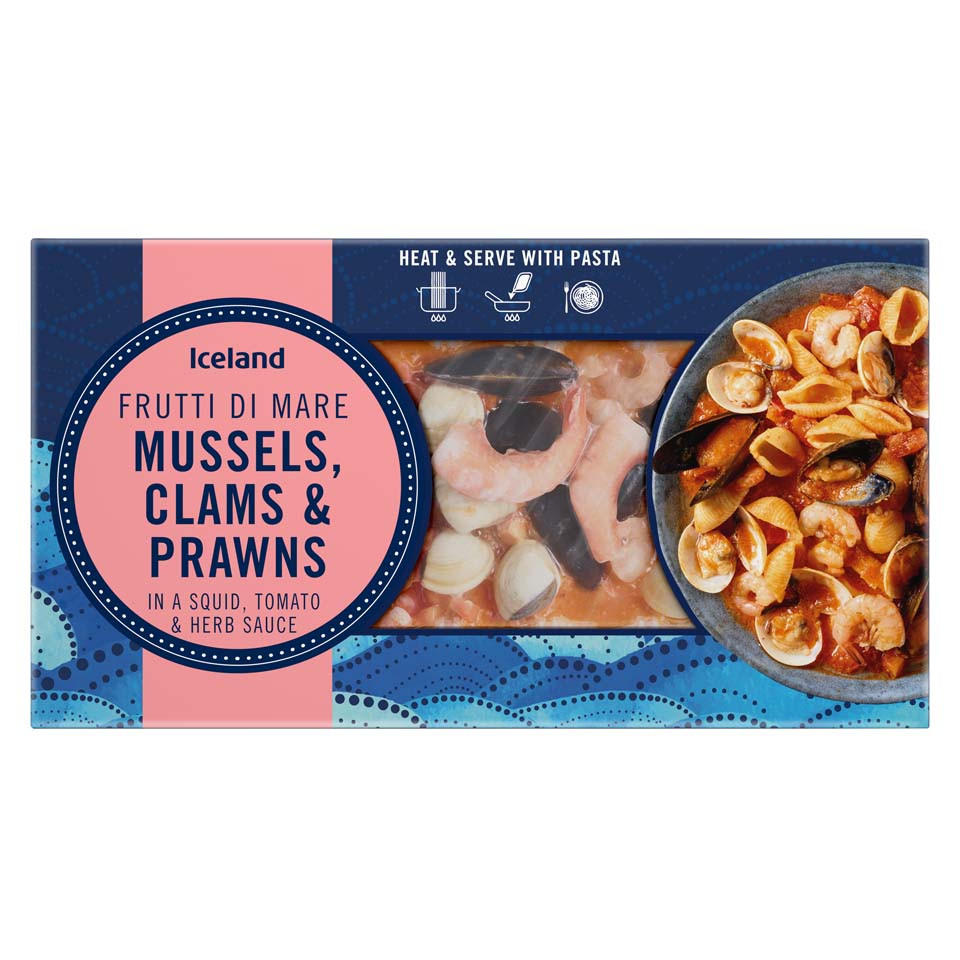 HEAT & SERVE WITH PASTA
Iceland
FRUTTI DI MARE
MUSSELS,
CLAMS &
PRAWNS
IN A SQUID, TOMATO
& HERB SAUCE